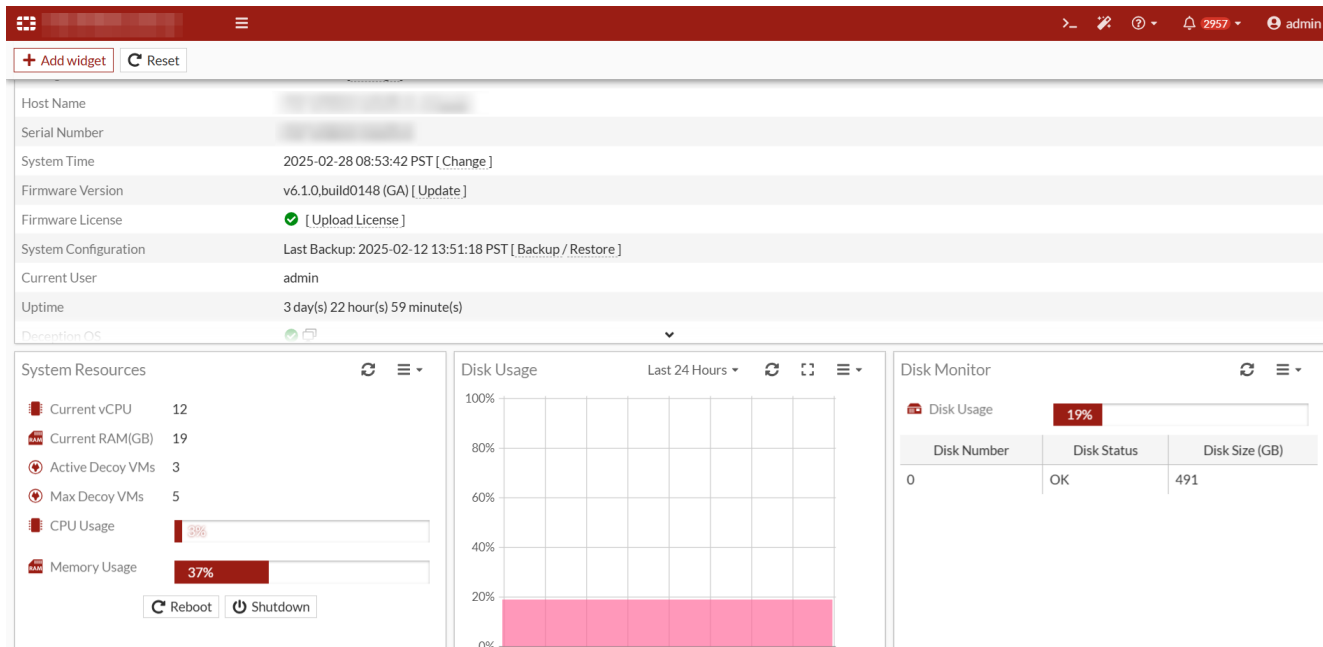 2957 admin
Add widget Reset
Host Name
Serial Number
System Time 2025-02-28 08:53:42 PST [ Change ]
Firmware Version v6.1.0,build0148 (GA) [ Update ]
Firmware License [ Upload License ]
System Configuration Last Backup: 2025-02-12 13:51:18 PST [ Backup / Restore ]
Current User admin
Uptime 3 day(s) 22 hour(s) 59 minute(s)
Deception OS
System Resources
Current vCPU 12
RAM Current RAM(GB) 19
Active Decoy VMs 3
Max Decoy VMs 5
CPU Usage 3%
RAM Memory Usage 37%
Reboot Shutdown
Disk Usage Last 24 Hours
100%
80%
60%
40%
20%
0%
Disk Monitor
Disk Usage 19%
Disk Number Disk Status Disk Size (GB)
0 OK 491